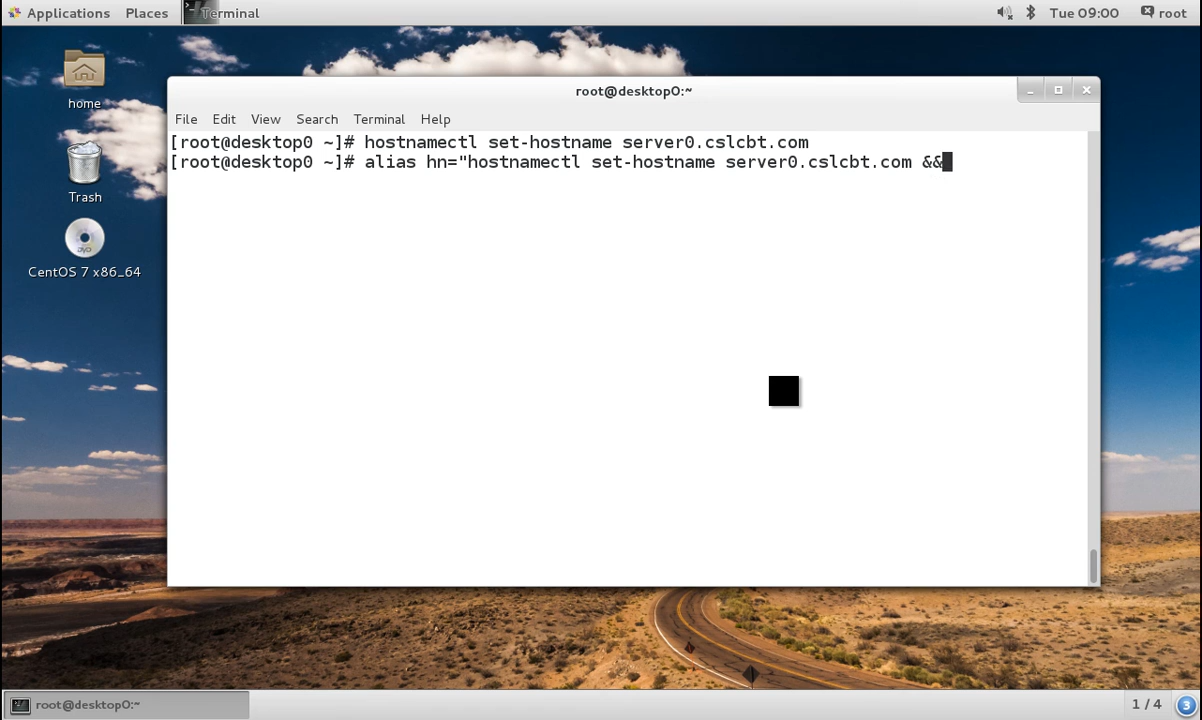 Applications Places Terminal Tue 09:00 root
home
Trash
CentOS 7 x86_64
root@desktop0:~
File Edit View Search Terminal Help
[root@desktop0 ~]# hostnamectl set-hostname server0.cslcbt.com
[root@desktop0 ~]# alias hn="hostnamectl set-hostname server0.cslcbt.com &&
root@desktop0:~ 1 / 4 3